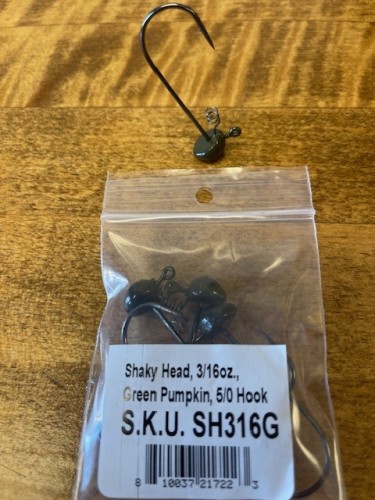 Shaky Head, 3/16oz.,
Green Pumpkin, 5/0 Hook
S.K.U. SH316G
8 10037 21722 3